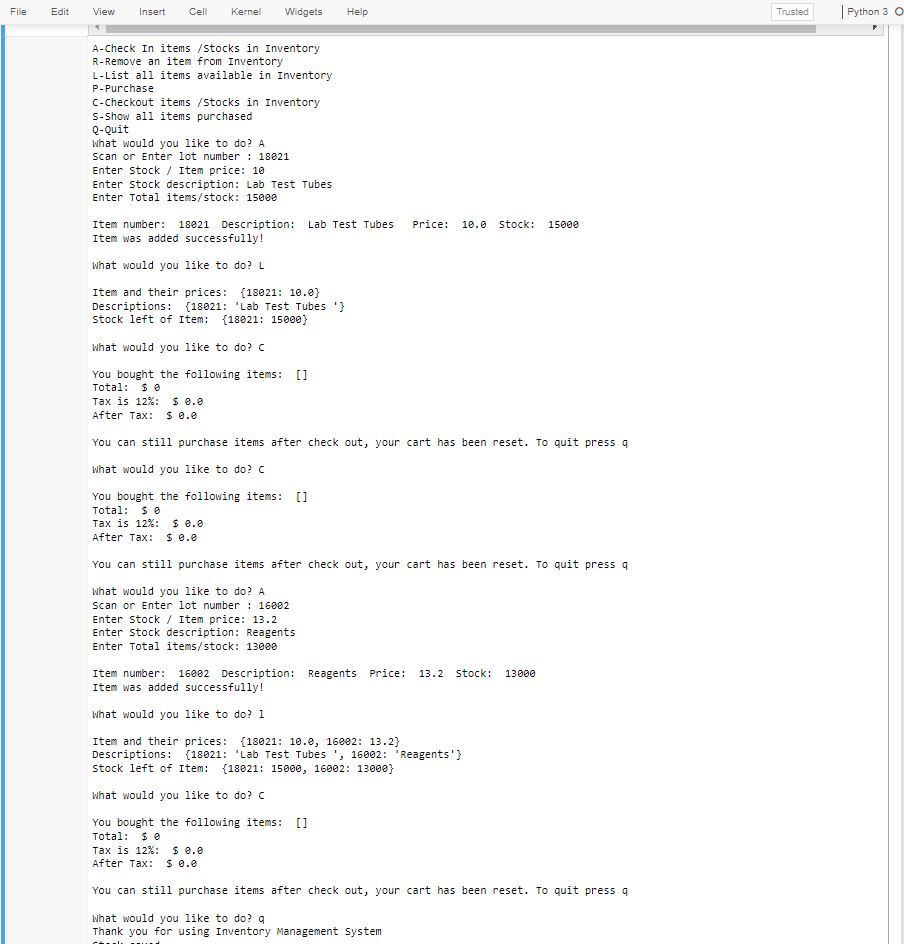 File Edit View Insert Cell Kernel Widgets Help Trusted Python 3
A-Check In items /Stocks in Inventory
R-Remove an item from Inventory
L-List all items available in Inventory
P-Purchase
C-Checkout items /Stocks in Inventory
S-Show all items purchased
Q-Quit
What would you like to do? A
Scan or Enter lot number : 18021
Enter Stock / Item price: 10
Enter Stock description: Lab Test Tubes
Enter Total items/stock: 15000
Item number:  18021  Description:  Lab Test Tubes   Price:  10.0  Stock:  15000
Item was added successfully!
What would you like to do? L
Item and their prices:  {18021: 10.0}
Descriptions:  {18021: 'Lab Test Tubes '}
Stock left of Item:  {18021: 15000}
What would you like to do? C
You bought the following items:  []
Total:  $ 0
Tax is 12%:  $ 0.0
After Tax:  $ 0.0
You can still purchase items after check out, your cart has been reset. To quit press q
What would you like to do? C
You bought the following items:  []
Total:  $ 0
Tax is 12%:  $ 0.0
After Tax:  $ 0.0
You can still purchase items after check out, your cart has been reset. To quit press q
What would you like to do? A
Scan or Enter lot number : 16002
Enter Stock / Item price: 13.2
Enter Stock description: Reagents
Enter Total items/stock: 13000
Item number:  16002  Description:  Reagents  Price:  13.2  Stock:  13000
Item was added successfully!
What would you like to do? l
Item and their prices:  {18021: 10.0, 16002: 13.2}
Descriptions:  {18021: 'Lab Test Tubes ', 16002: 'Reagents'}
Stock left of Item:  {18021: 15000, 16002: 13000}
What would you like to do? C
You bought the following items:  []
Total:  $ 0
Tax is 12%:  $ 0.0
After Tax:  $ 0.0
You can still purchase items after check out, your cart has been reset. To quit press q
What would you like to do? q
Thank you for using Inventory Management System